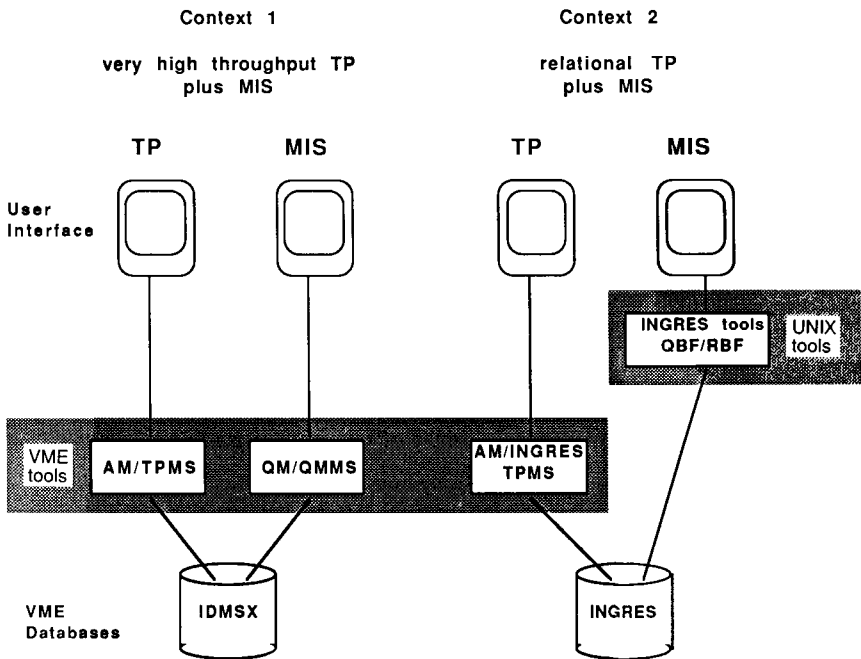 Context 1
very high throughput TP
plus MIS
Context 2
relational TP
plus MIS
TP
MIS
TP
MIS
User
Interface
INGRES tools
QBF/RBF
UNIX
tools
VME
tools
AM/TPMS
QM/QMMS
AM/INGRES
TPMS
VME
Databases
IDMSX
INGRES